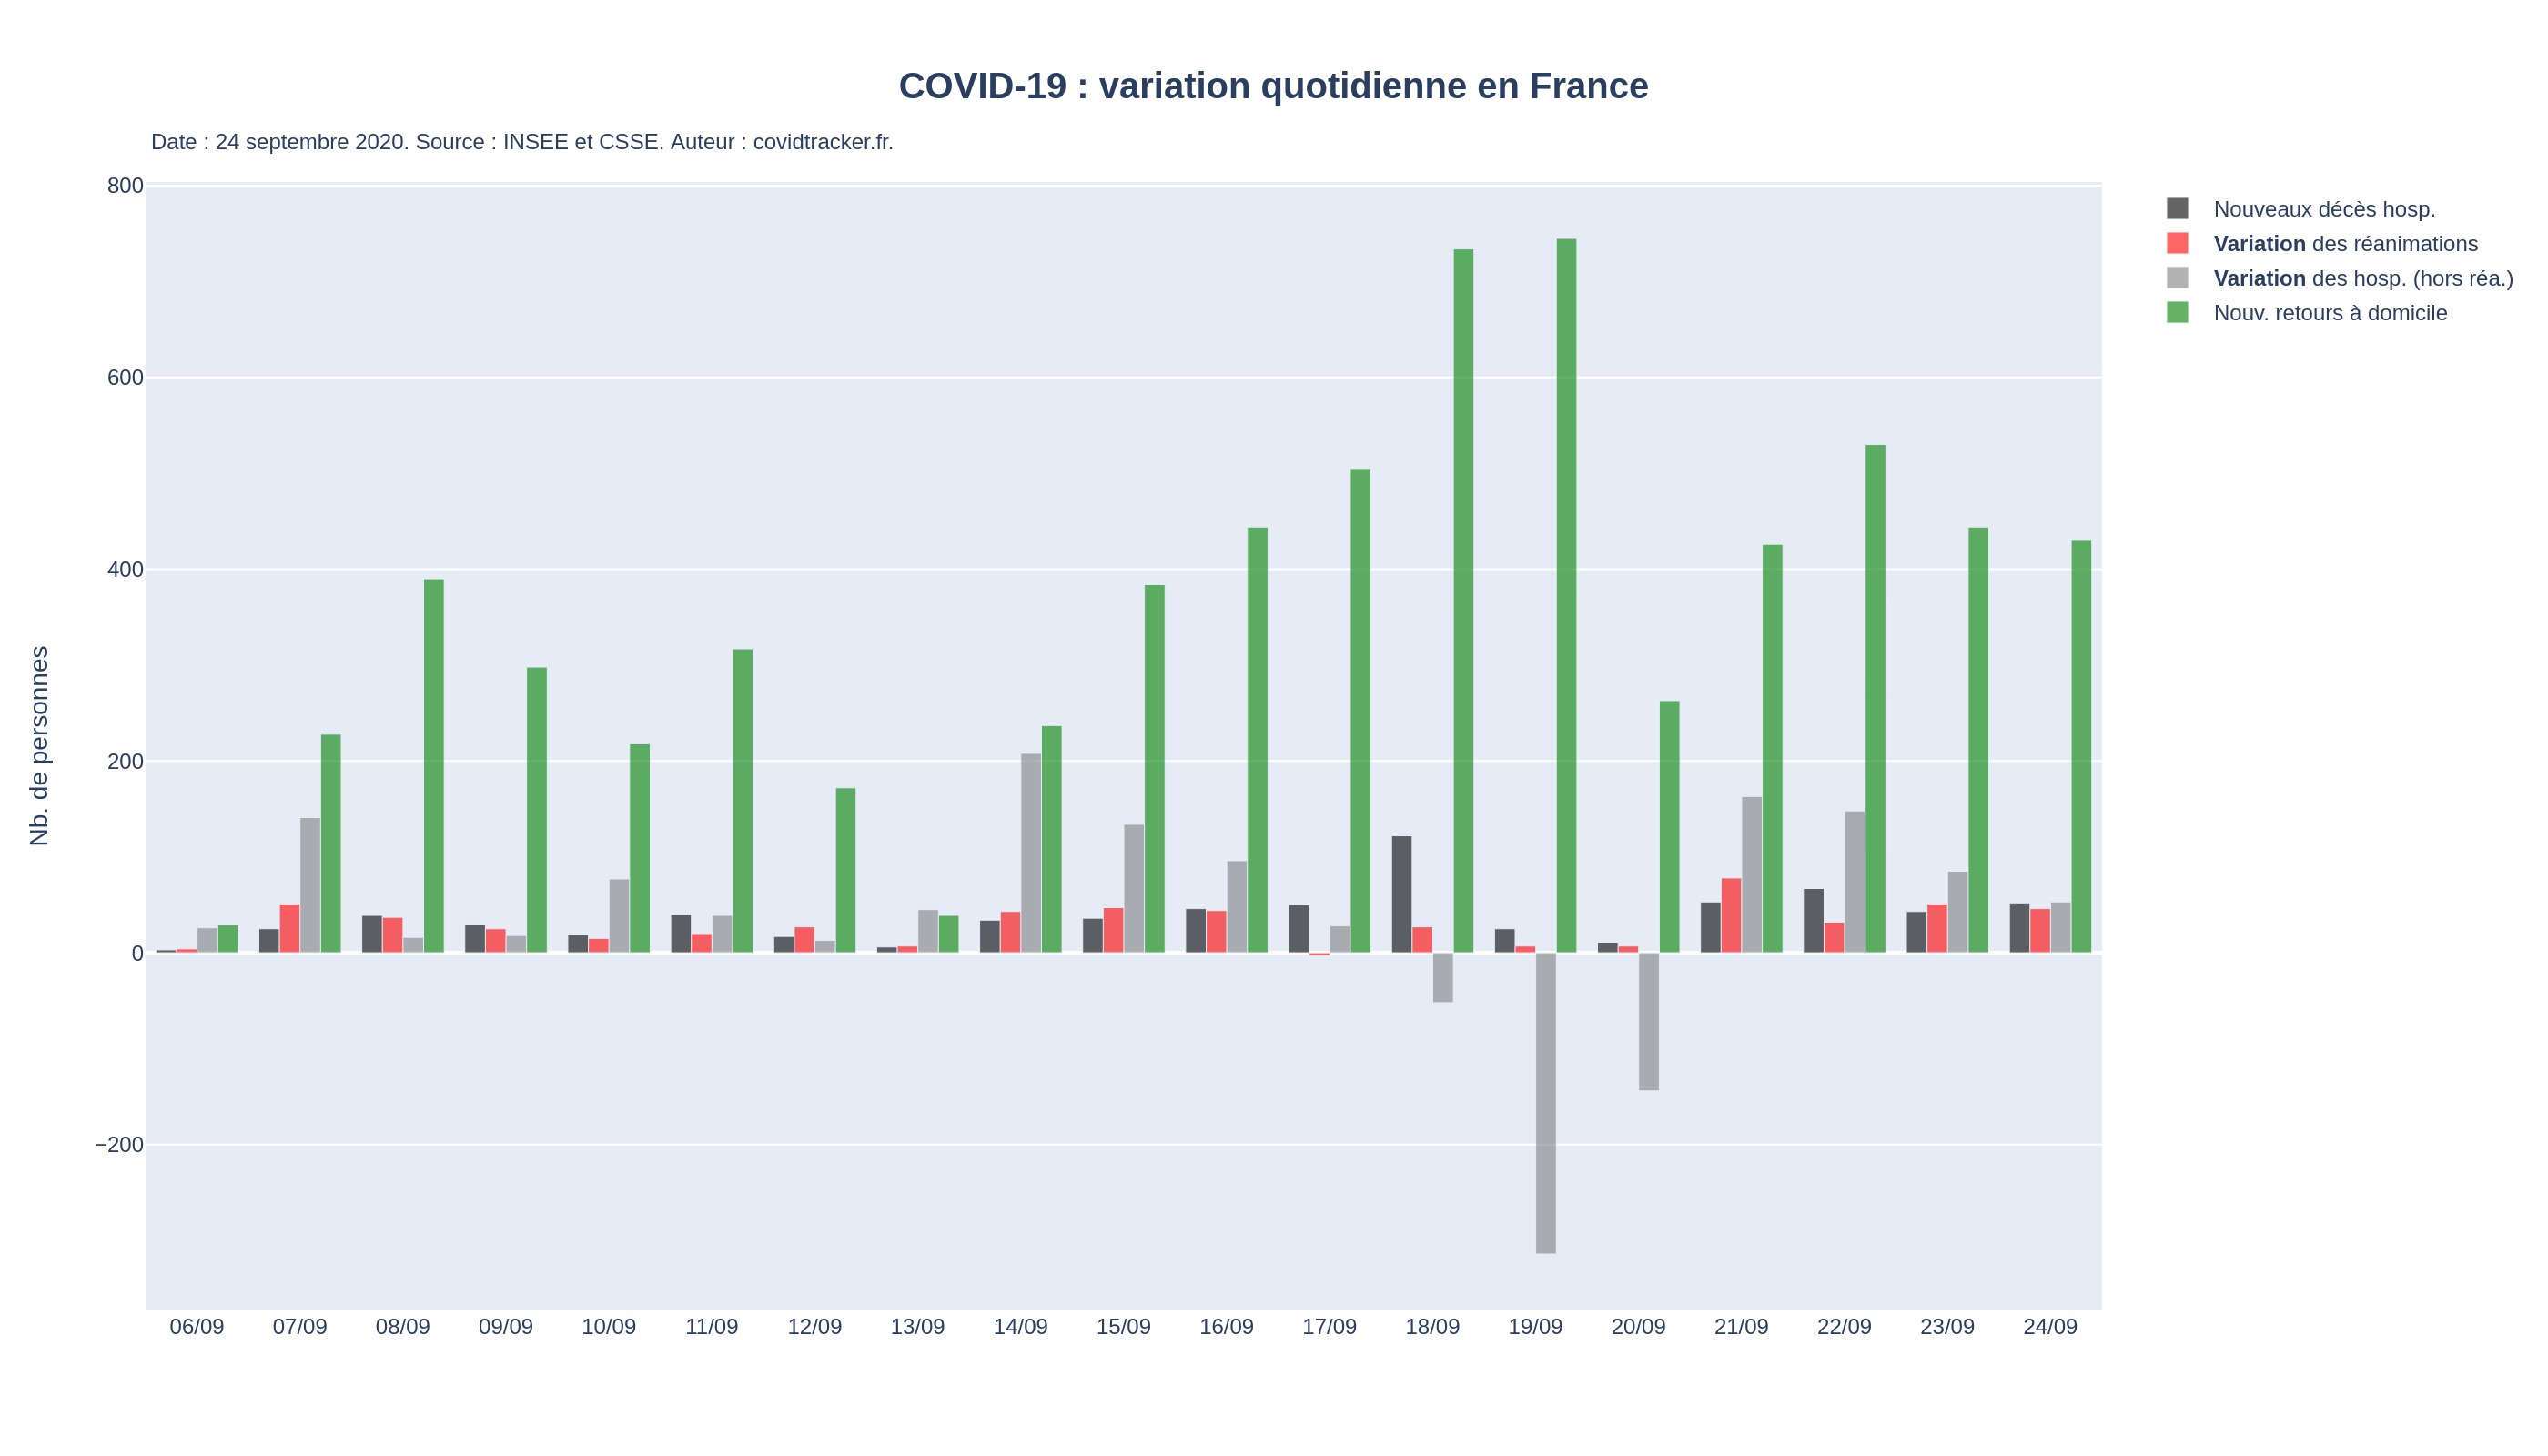 COVID-19 : variation quotidienne en France
Date : 24 septembre 2020. Source : INSEE et CSSE. Auteur : covidtracker.fr.
Nb. de personnes
800
600
400
200
0
−200
06/09 07/09 08/09 09/09 10/09 11/09 12/09 13/09 14/09 15/09 16/09 17/09 18/09 19/09 20/09 21/09 22/09 23/09 24/09
Nouveaux décès hosp.
Variation des réanimations
Variation des hosp. (hors réa.)
Nouv. retours à domicile